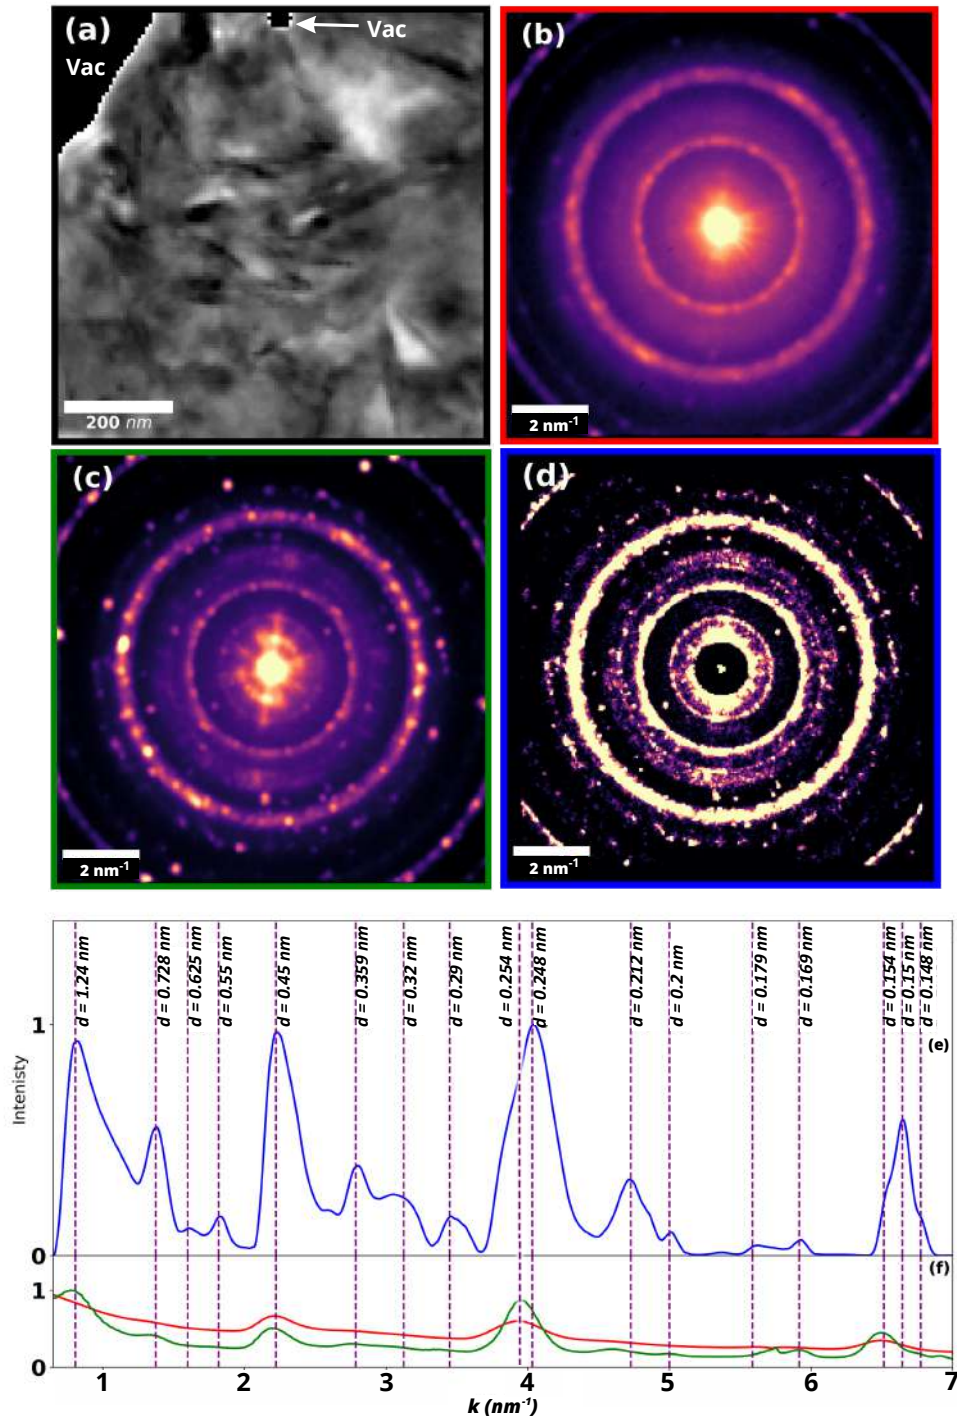 (a)
Vac
Vac
200 nm
(b)
2 nm-1
(c)
2 nm-1
(d)
2 nm-1
d = 1.24 nm
d = 0.728 nm
d = 0.625 nm
d = 0.55 nm
d = 0.45 nm
d = 0.359 nm
d = 0.32 nm
d = 0.29 nm
d = 0.254 nm
d = 0.248 nm
d = 0.212 nm
d = 0.2 nm
d = 0.179 nm
d = 0.169 nm
d = 0.154 nm
d = 0.15 nm
d = 0.148 nm
1
(e)
Intenisty
0
(f)
1
0
1 2 3 4 5 6 7
k (nm-1)